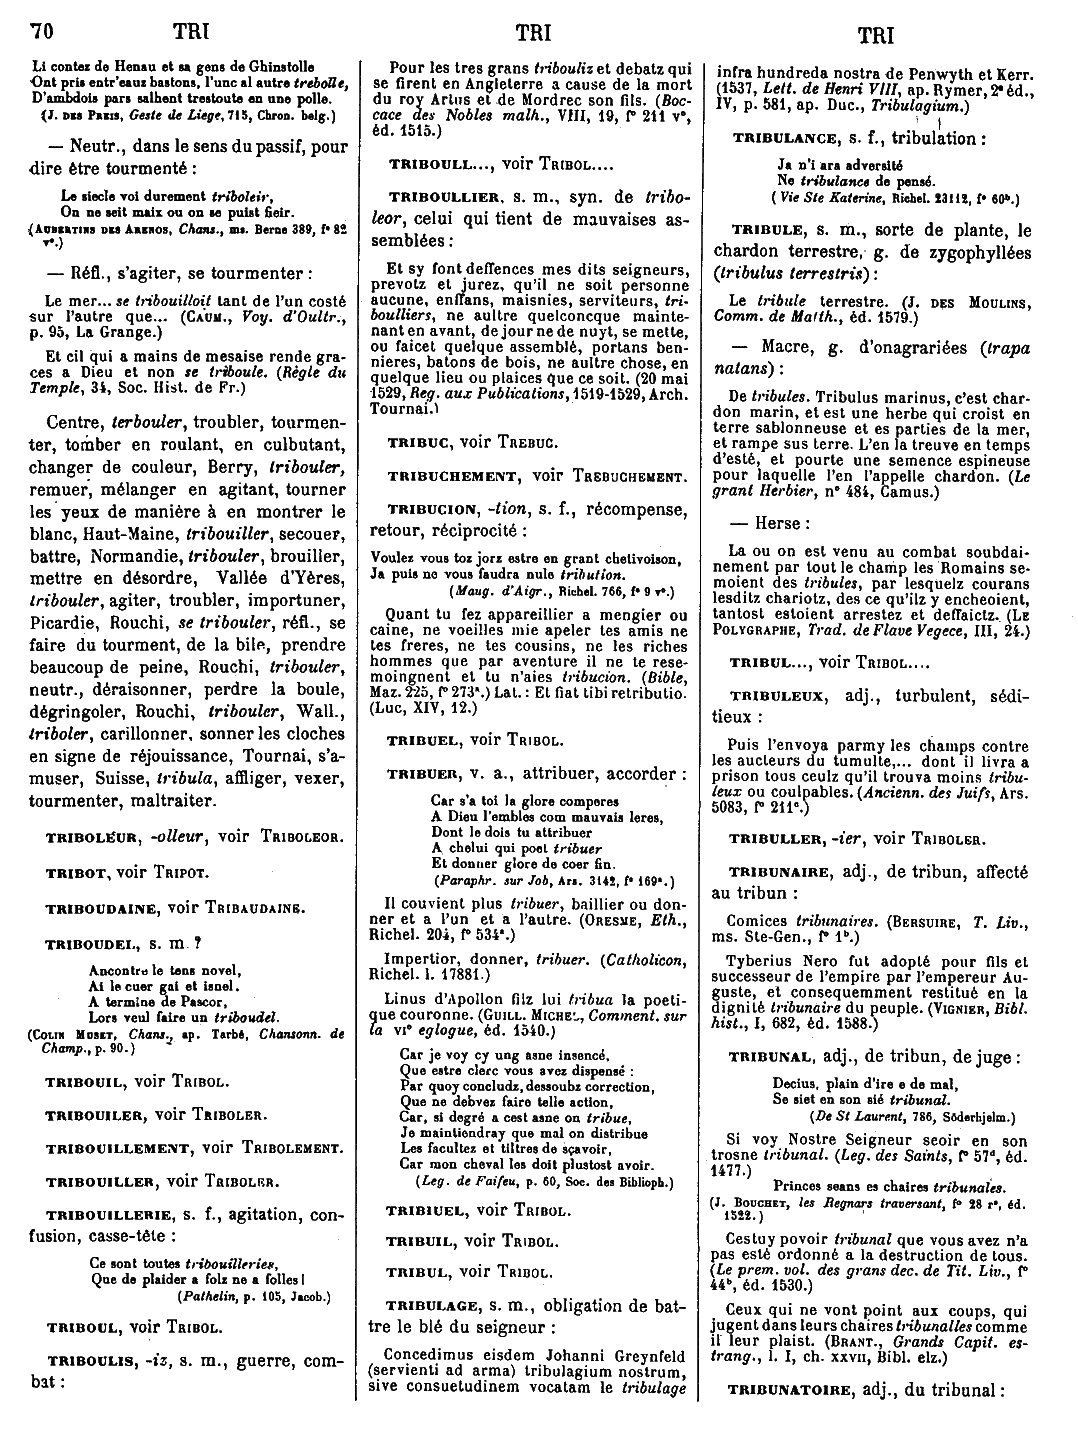 70 TRI TRI TRI
Li contez de Henau et sa gens de Ghinstolle
Ont pris entr'eauz bastons, l'unc al autre trebolle,
D'ambdois pars salhent trestoute en une polle.
(J. DES PREIS, Geste de Liege, 715, Chron. belg.)
— Neutr., dans le sens du passif, pour
dire être tourmenté :
Le siecle voi durement triboleir,
On ne seit maix ou on se puist fieir.
(AUBERTINS DES ARENOS, Chans., ms. Berne 389, f° 82
v°.)
— Réfl., s'agiter, se tourmenter :
Le mer... se tribouilloit tant de l'un costé
sur l'autre que... (CAUM., Voy. d'Oultr.,
p. 95, La Grange.)
Et cil qui a mains de mesaise rende gra-
ces a Dieu et non se triboule. (Règle du
Temple, 34, Soc. Hist. de Fr.)
Centre, terbouler, troubler, tourmen-
ter, tomber en roulant, en culbutant,
changer de couleur, Berry, tribouler,
remuer, mélanger en agitant, tourner
les yeux de manière à en montrer le
blanc, Haut-Maine, tribouiller, secouer,
battre, Normandie, tribouler, brouiller,
mettre en désordre, Vallée d'Yères,
tribouler, agiter, troubler, importuner,
Picardie, Rouchi, se tribouler, réfl., se
faire du tourment, de la bile, prendre
beaucoup de peine, Rouchi, tribouler,
neutr., déraisonner, perdre la boule,
dégringoler, Rouchi, tribouler, Wall.,
triboler, carillonner, sonner les cloches
en signe de réjouissance, Tournai, s'a-
muser, Suisse, tribula, affliger, vexer,
tourmenter, maltraiter.
TRIBOLEUR, -olleur, voir TRIBOLEOR.
TRIBOT, voir TRIPOT.
TRIBOUDAINE, voir TRIBAUDAINE.
TRIBOUDEL, s. m. ?
Ancontre le tens novel,
Ai le cuer gai et isnel.
A termine de Pascor,
Lors veul faire un triboudel.
(COLIN MUSET, Chans., ap. Tarbé, Chansonn. de
Champ., p. 90.)
TRIBOUIL, voir TRIBOL.
TRIBOUILER, voir TRIBOLER.
TRIBOUILLEMENT, voir TRIBOLEMENT.
TRIBOUILLER, voir TRIBOLER.
TRIBOUILLERIE, s. f., agitation, con-
fusion, casse-tête :
Ce sont toutes tribouilleries,
Que de plaider a folz ne a folles !
(Pathelin, p. 105, Jacob.)
TRIBOUL, voir TRIBOL.
TRIBOULIS, -iz, s. m., guerre, com-
bat :
Pour les tres grans tribouliz et debatz qui
se firent en Angleterre a cause de la mort
du roy Artus et de Mordrec son fils. (Boc-
cace des Nobles malh., VIII, 19, f° 211 v°,
éd. 1515.)
TRIBOULL..., voir TRIBOL....
TRIBOULLIER, s. m., syn. de tribo-
leor, celui qui tient de mauvaises as-
semblées :
Et sy font deffences mes dits seigneurs,
prevotz et jurez, qu'il ne soit personne
aucune, enffans, maisnies, serviteurs, tri-
boulliers, ne aultre quelconcque mainte-
nant en avant, de jour ne de nuyt, se mette,
ou faicet quelque assemblé, portans ben-
nieres, batons de bois, ne aultre chose, en
quelque lieu ou plaices que ce soit. (20 mai
1529, Reg. aux Publications, 1519-1529, Arch.
Tournai.)
TRIBUC, voir TREBUC.
TRIBUCHEMENT, voir TREBUCHEMENT.
TRIBUCION, -tion, s. f., récompense,
retour, réciprocité :
Voulez vous toz jorz estre en grant chetivoison,
Ja puis ne vous faudra nule tribution.
(Maug. d'Aigr., Richel. 766, f° 9 v°.)
Quant tu fez appareillier a mengier ou
caine, ne voeilles mie apeler tes amis ne
tes freres, ne tes cousins, ne les riches
hommes que par aventure il ne te rese-
moingnent et tu n'aies tribucion. (Bible,
Maz. 225, f° 273ª.) Lat. : Et fiat tibi retributio.
(Luc, XIV, 12.)
TRIBUEL, voir TRIBOL.
TRIBUER, v. a., attribuer, accorder :
Car s'a toi la glore comperes
A Dieu l'embles com mauvais leres,
Dont le dois tu attribuer
A chelui qui poet tribuer
Et donner glore de coer fin.
(Paraphr. sur Job, Ars. 3142, f° 169ª.)
Il couvient plus tribuer, baillier ou don-
ner et a l'un et a l'autre. (ORESME, Eth.,
Richel. 204, f° 534ª.)
Impertior, donner, tribuer. (Catholicon,
Richel. l. 17881.)
Linus d'Apollon filz lui tribua la poeti-
que couronne. (GUILL. MICHEL, Comment. sur
la VIe eglogue, éd. 1540.)
Car je voy cy ung asne insencé,
Que estre clerc vous avez dispensé :
Par quoy concludz, dessoubz correction,
Que ne debvez faire telle action,
Car, si degré a cest asne on tribue,
Je maintiendray que mal on distribue
Les facultez et tiltres de sçavoir,
Car mon cheval les doit plustost avoir.
(Leg. de Faifeu, p. 60, Soc. des Biblioph.)
TRIBIUEL, voir TRIBOL.
TRIBUIL, voir TRIBOL.
TRIBUL, voir TRIBOL.
TRIBULAGE, s. m., obligation de bat-
tre le blé du seigneur :
Concedimus eisdem Johanni Greynfeld
(servienti ad arma) tribulagium nostrum,
sive consuetudinem vocatam le tribulage
infra hundreda nostra de Penwyth et Kerr.
(1537, Lett. de Henri VIII, ap. Rymer, 2e éd.,
IV, p. 581, ap. Duc., Tribulagium.)
TRIBULANCE, s. f., tribulation :
Ja n'i ara adversité
Ne tribulance de pensé.
(Vie Ste Katerine, Richel. 23112, f° 60ᵇ.)
TRIBULE, s. m., sorte de plante, le
chardon terrestre, g. de zygophyllées
(tribulus terrestris) :
Le tribule terrestre. (J. DES MOULINS,
Comm. de Matth., éd. 1579.)
— Macre, g. d'onagrariées (trapa
natans) :
De tribules. Tribulus marinus, c'est char-
don marin, et est une herbe qui croist en
terre sablonneuse et es parties de la mer,
et rampe sus terre. L'en la treuve en temps
d'esté, et pourte une semence espineuse
pour laquelle l'en l'appelle chardon. (Le
grant Herbier, n° 484, Camus.)
— Herse :
La ou on est venu au combat soubdai-
nement par tout le champ les Romains se-
moient des tribules, par lesquelz courans
lesditz chariotz, des ce qu'ilz y encheoient,
tantost estoient arrestez et deffaictz. (LE
POLYGRAPHE, Trad. de Flave Vegece, III, 24.)
TRIBUL..., voir TRIBOL....
TRIBULEUX, adj., turbulent, sédi-
tieux :
Puis l'envoya parmy les champs contre
les aucteurs du tumulte,... dont il livra a
prison tous ceulz qu'il trouva moins tribu-
leux ou coulpables. (Ancienn. des Juifs, Ars.
5083, f° 211ᶜ.)
TRIBULLER, -ier, voir TRIBOLER.
TRIBUNAIRE, adj., de tribun, affecté
au tribun :
Comices tribunaires. (BERSUIRE, T. Liv.,
ms. Ste-Gen., f° 1ᵇ.)
Tyberius Nero fut adopté pour fils et
successeur de l'empire par l'empereur Au-
guste, et consequemment restitué en la
dignité tribunaire du peuple. (VIGNIER, Bibl.
hist., I, 682, éd. 1588.)
TRIBUNAL, adj., de tribun, de juge :
Decius, plain d'ire e de mal,
Se siet en son sié tribunal.
(De St Laurent, 786, Söderhjelm.)
Si voy Nostre Seigneur seoir en son
trosne tribunal. (Leg. des Saints, f° 57ᵈ, éd.
1477.)
Princes seans es chaires tribunales.
(J. BOUCHET, les Regnars traversant, f° 28 r°, éd.
1522.)
Cestuy povoir tribunal que vous avez n'a
pas esté ordonné a la destruction de tous.
(Le prem. vol. des grans dec. de Tit. Liv., f°
44ᵇ, éd. 1530.)
Ceux qui ne vont point aux coups, qui
jugent dans leurs chaires tribunalles comme
il leur plaist. (BRANT., Grands Capit. es-
trang., l. I, ch. XXVII, Bibl. elz.)
TRIBUNATOIRE, adj., du tribunal :